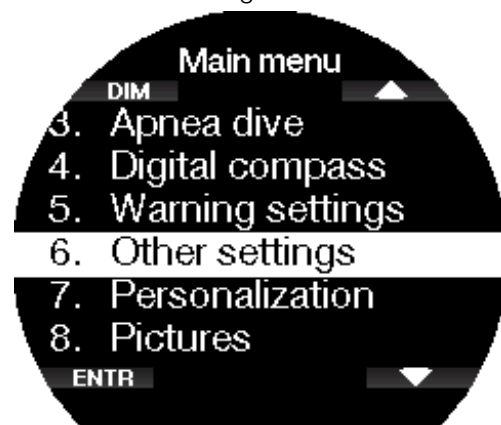 Main menu
DIM
3. Apnea dive
4. Digital compass
5. Warning settings
6. Other settings
7. Personalization
8. Pictures
ENTR